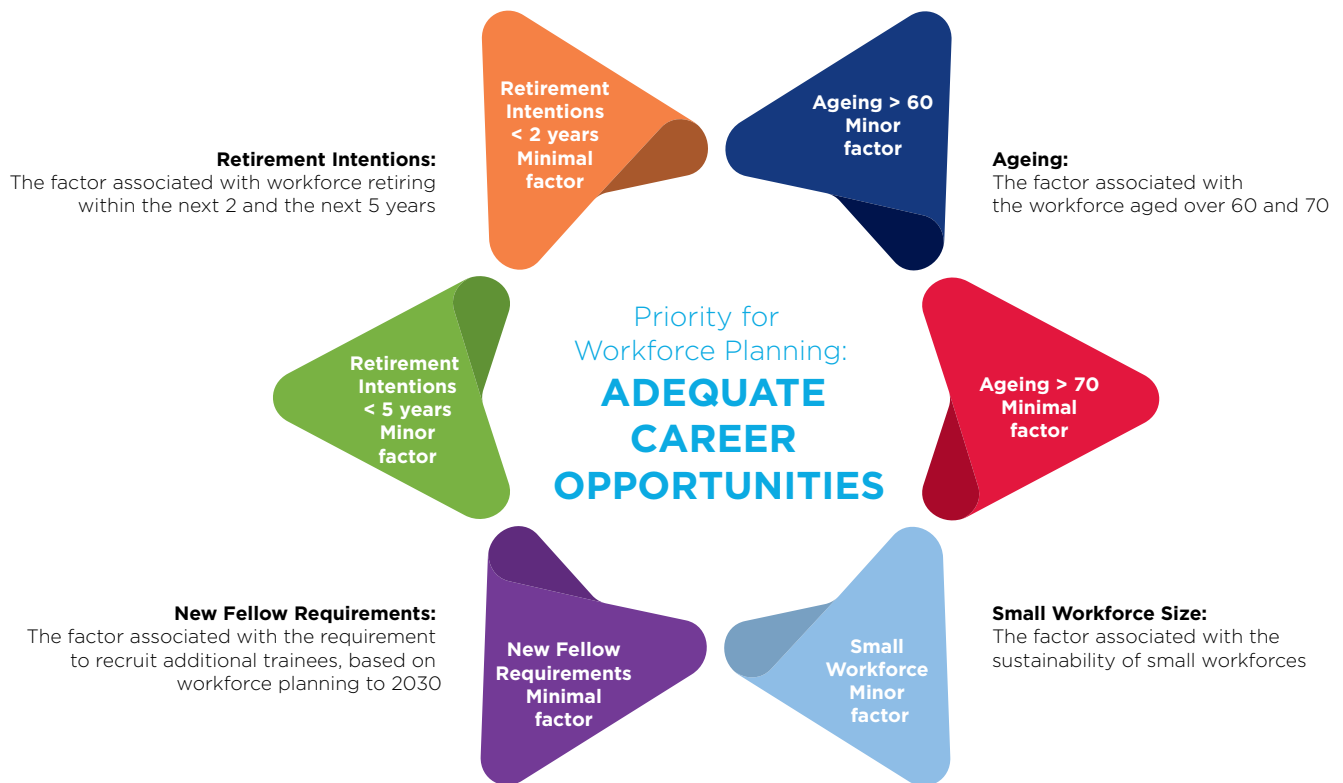 Retirement
Intentions
< 2 years
Minimal
factor
Ageing > 60
Minor
factor
Retirement Intentions:
The factor associated with workforce retiring
within the next 2 and the next 5 years
Ageing:
The factor associated with
the workforce aged over 60 and 70
Retirement
Intentions
< 5 years
Minor
factor
Priority for
Workforce Planning:
ADEQUATE
CAREER
OPPORTUNITIES
Ageing > 70
Minimal
factor
New Fellow Requirements:
The factor associated with the requirement
to recruit additional trainees, based on
workforce planning to 2030
New Fellow
Requirements
Minimal
factor
Small
Workforce
Minor
factor
Small Workforce Size:
The factor associated with the
sustainability of small workforces